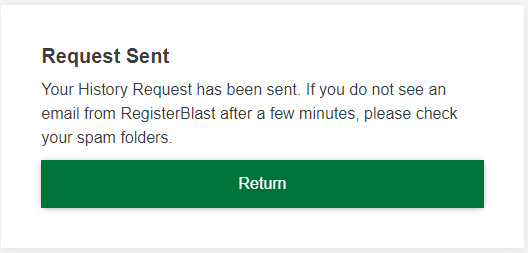 Request Sent
Your History Request has been sent. If you do not see an
email from RegisterBlast after a few minutes, please check
your spam folders.
Return